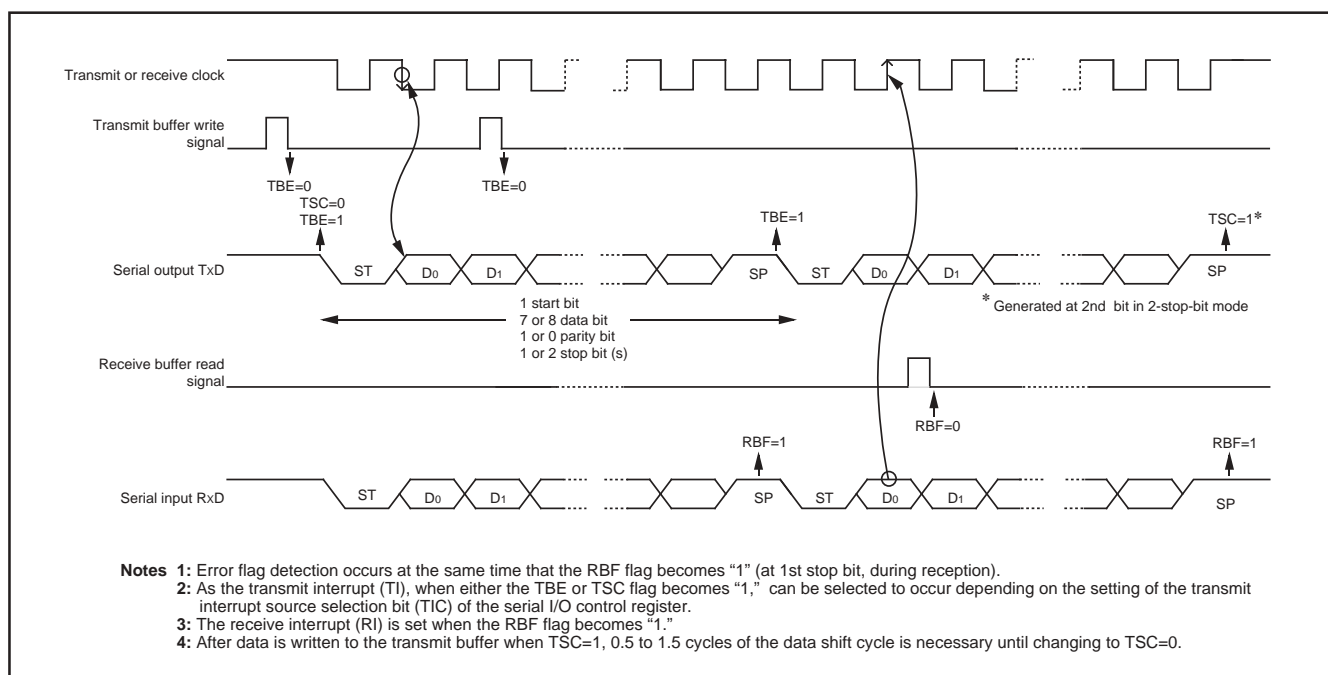 Transmit or receive clock
Transmit buffer write
signal
TBE=0
TBE=0
TSC=0
TBE=1
TBE=1
TSC=1*
Serial output TxD
ST
D0
D1
SP
ST
D0
D1
SP
* Generated at 2nd bit in 2-stop-bit mode
1 start bit
7 or 8 data bit
1 or 0 parity bit
1 or 2 stop bit (s)
Receive buffer read
signal
RBF=0
RBF=1
RBF=1
Serial input RxD
ST
D0
D1
SP
ST
D0
D1
SP
Notes 1: Error flag detection occurs at the same time that the RBF flag becomes “1” (at 1st stop bit, during reception).
2: As the transmit interrupt (TI), when either the TBE or TSC flag becomes “1,” can be selected to occur depending on the setting of the transmit
interrupt source selection bit (TIC) of the serial I/O control register.
3: The receive interrupt (RI) is set when the RBF flag becomes “1.”
4: After data is written to the transmit buffer when TSC=1, 0.5 to 1.5 cycles of the data shift cycle is necessary until changing to TSC=0.